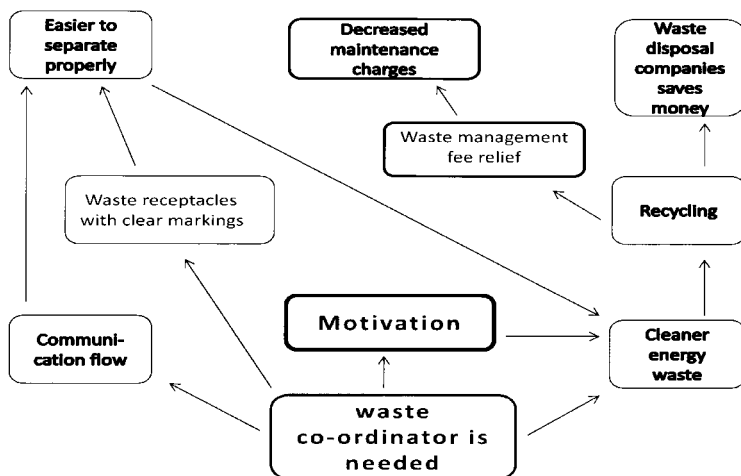 Easier to
separate
properly
Decreased
maintenance
charges
Waste
disposal
companies
saves
money
Waste management
fee relief
Waste receptacles
with clear markings
Recycling
Motivation
Communi-
cation flow
Cleaner
energy
waste
waste
co-ordinator is
needed